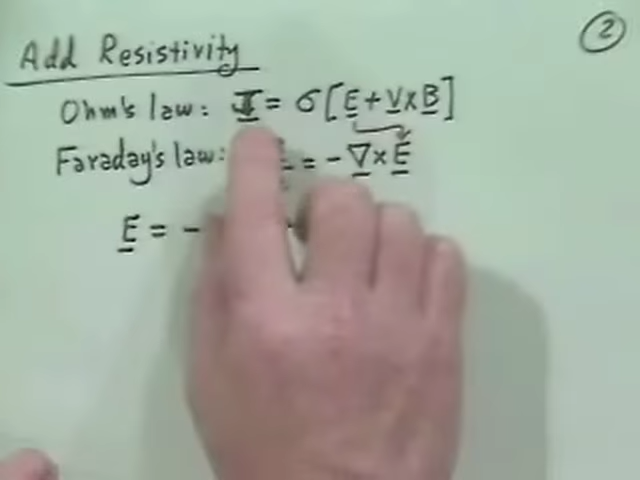 ②
Add Resistivity
Ohm's law: J = σ[E + V×B]
Faraday's law: = -∇×E
E = -